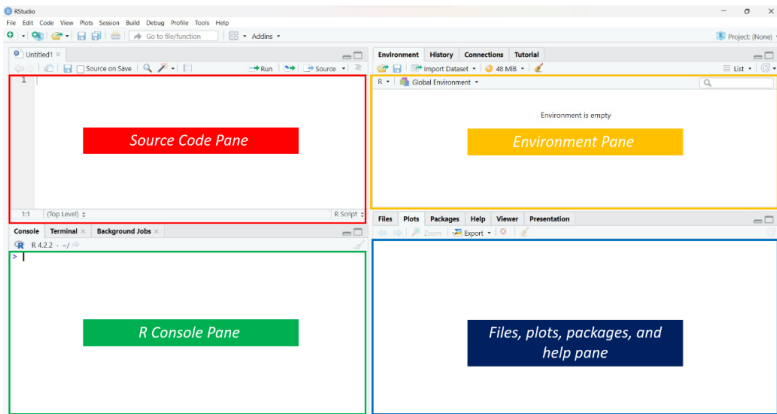 RStudio
File Edit Code View Plots Session Build Debug Profile Tools Help
Go to file/function Addins Project: (None)
Untitled1
Source on Save Run Source
1
Source Code Pane
1:1 (Top Level) R Script
Console Terminal Background Jobs
R 4.2.2 · ~/
>
R Console Pane
Environment History Connections Tutorial
Import Dataset 48 MiB List
R Global Environment
Environment is empty
Environment Pane
Files Plots Packages Help Viewer Presentation
Zoom Export
Files, plots, packages, and
help pane